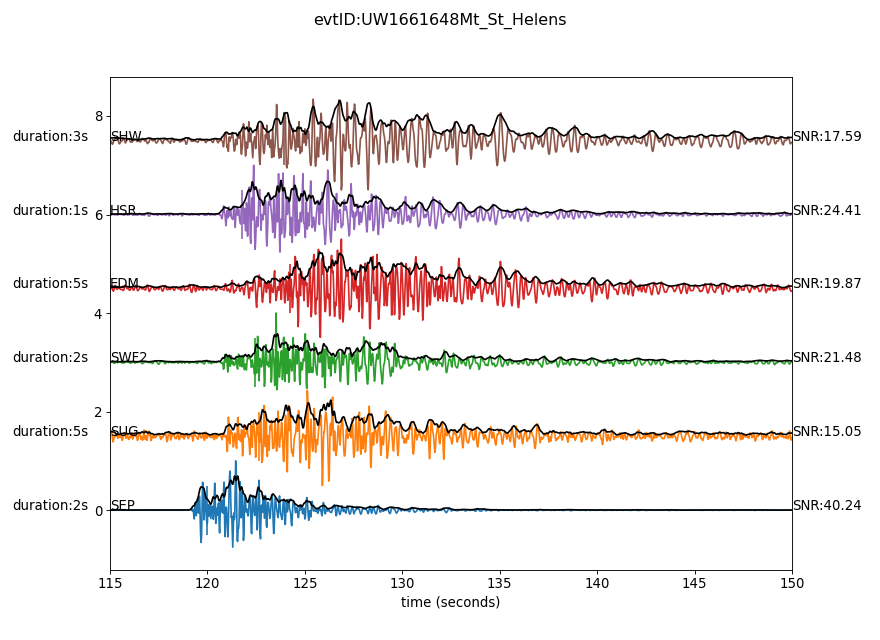 evtID:UW1661648Mt_St_Helens
8
duration:3s SHW SNR:17.59
duration:1s HSR SNR:24.41
6
duration:5s EDM SNR:19.87
4
duration:2s SWF2 SNR:21.48
2
duration:5s SUG SNR:15.05
duration:2s SEP SNR:40.24
0
115 120 125 130 135 140 145 150
time (seconds)